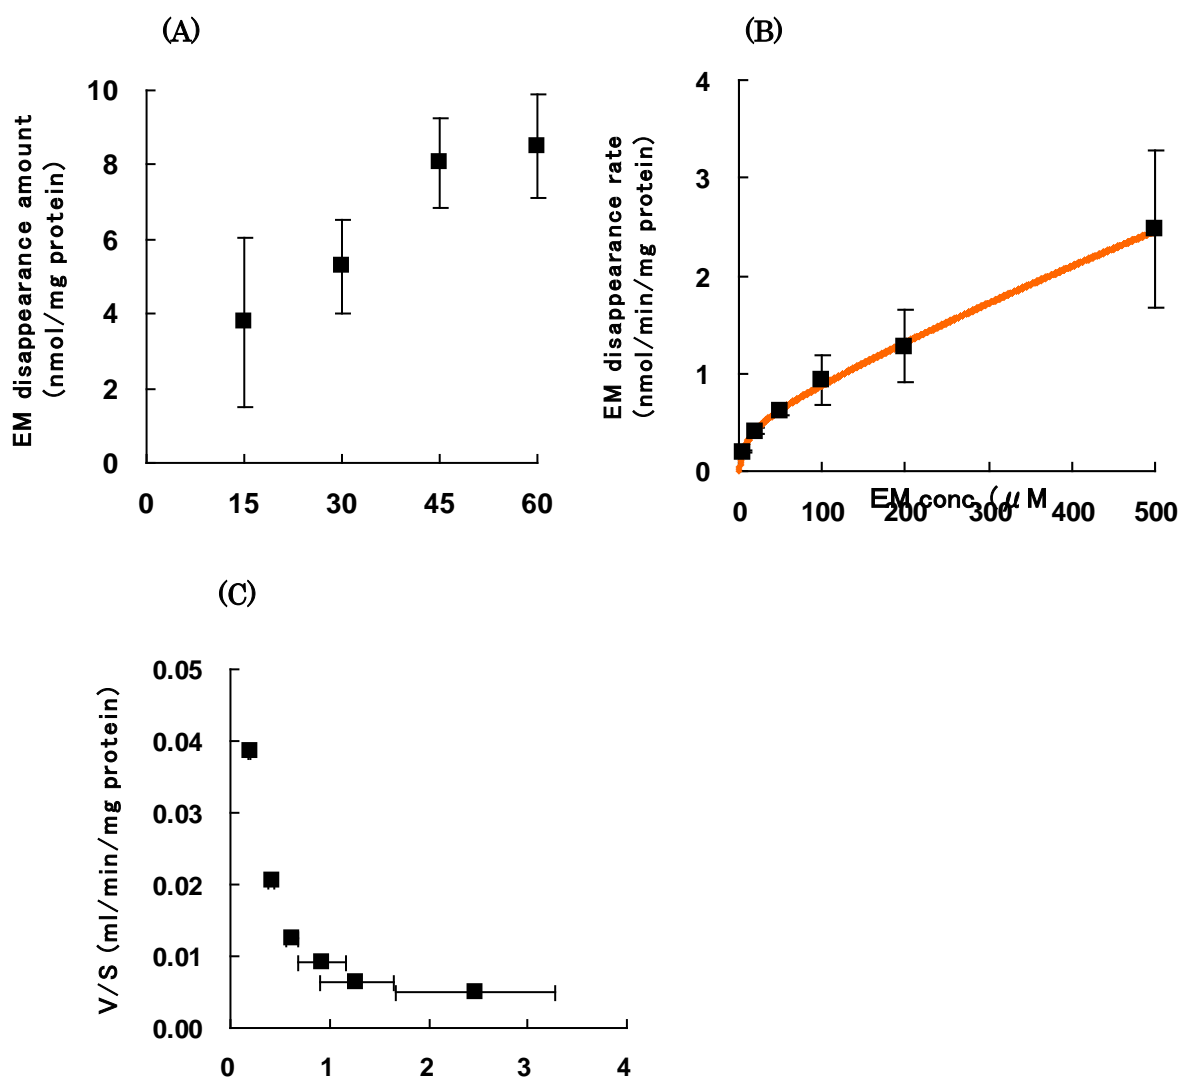 (A)
EM disappearance amount
(nmol/mg protein)
10
8
6
4
2
0
0 15 30 45 60
(B)
EM disappearance rate
(nmol/min/mg protein)
4
3
2
1
0
0 100 200 300 400 500
EM conc (μM
(C)
V/S (ml/min/mg protein)
0.05
0.04
0.03
0.02
0.01
0.00
0 1 2 3 4